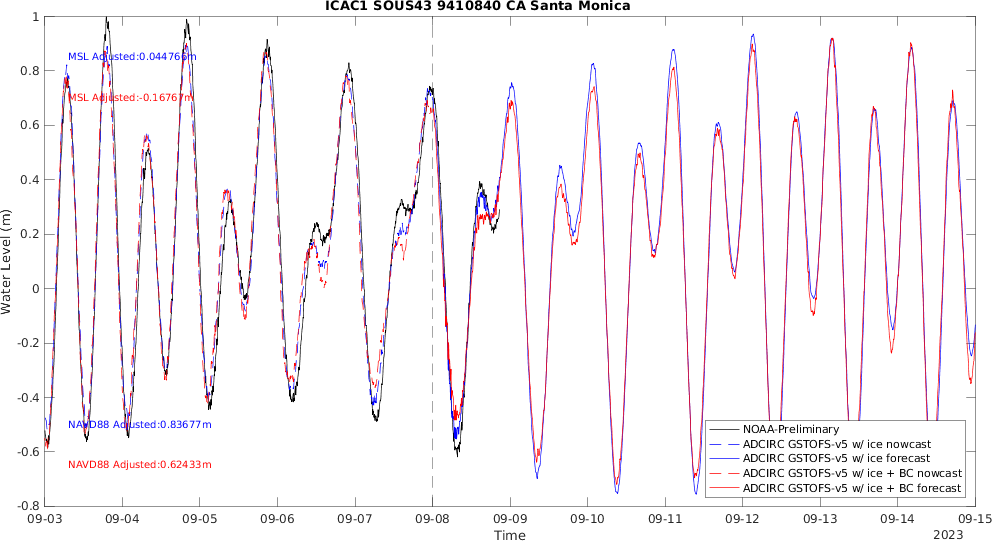 ICAC1 SOUS43 9410840 CA Santa Monica
1
0.8
0.6
0.4
0.2
0
-0.2
-0.4
-0.6
-0.8
Water Level (m)
MSL Adjusted:0.044766m
MSL Adjusted:-0.16767m
NAVD88 Adjusted:0.83677m
NAVD88 Adjusted:0.62433m
NOAA-Preliminary
ADCIRC GSTOFS-v5 w/ ice nowcast
ADCIRC GSTOFS-v5 w/ ice forecast
ADCIRC GSTOFS-v5 w/ ice + BC nowcast
ADCIRC GSTOFS-v5 w/ ice + BC forecast
09-03 09-04 09-05 09-06 09-07 09-08 09-09 09-10 09-11 09-12 09-13 09-14 09-15
Time
2023